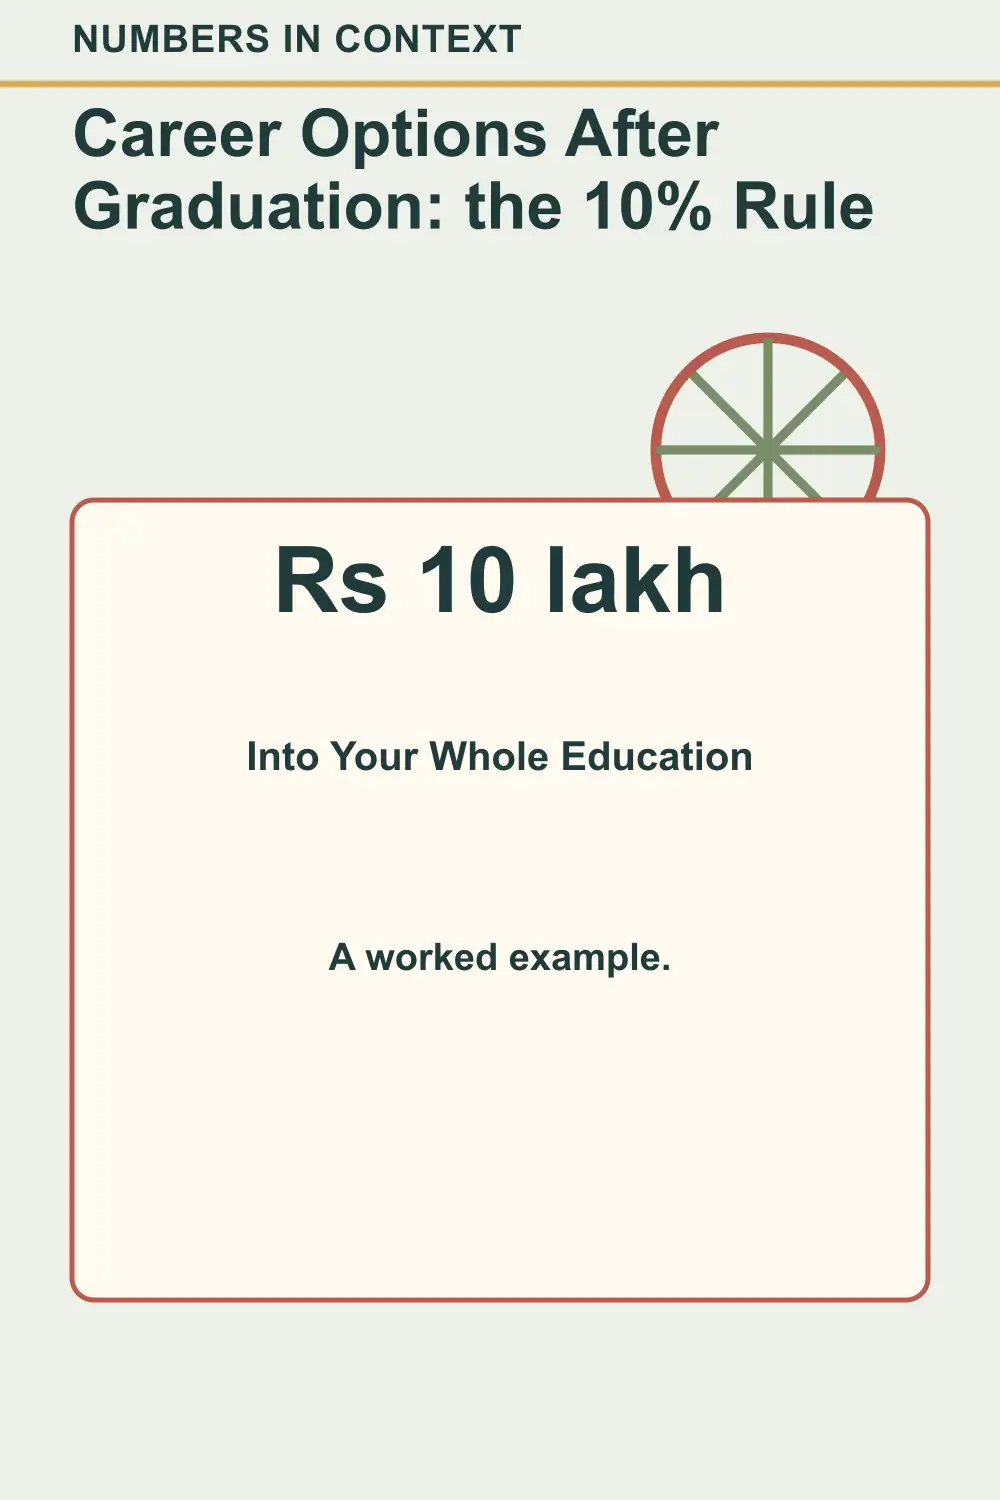 NUMBERS IN CONTEXT
Career Options After
Graduation: the 10% Rule
Rs 10 lakh
Into Your Whole Education
A worked example.